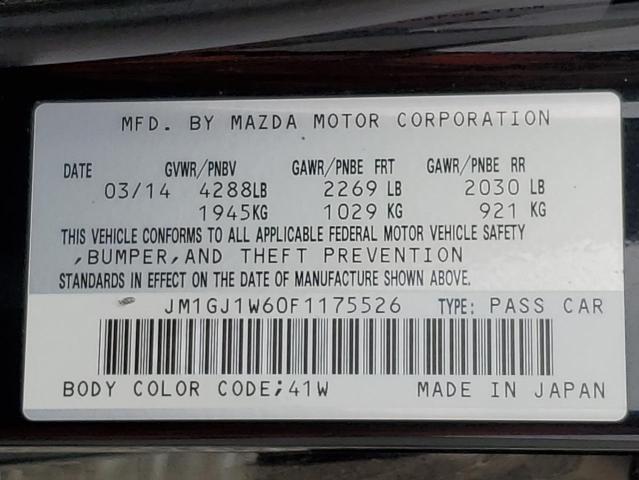 MFD. BY MAZDA MOTOR CORPORATION
DATE GVWR/PNBV GAWR/PNBE FRT GAWR/PNBE RR
03/14 4288LB 2269 LB 2030 LB
1945KG 1029 KG 921 KG
THIS VEHICLE CONFORMS TO ALL APPLICABLE FEDERAL MOTOR VEHICLE SAFETY
,BUMPER,AND THEFT PREVENTION
STANDARDS IN EFFECT ON THE DATE OF MANUFACTURE SHOWN ABOVE.
JM1GJ1W60F1175526 TYPE: PASS CAR
BODY COLOR CODE;41W MADE IN JAPAN